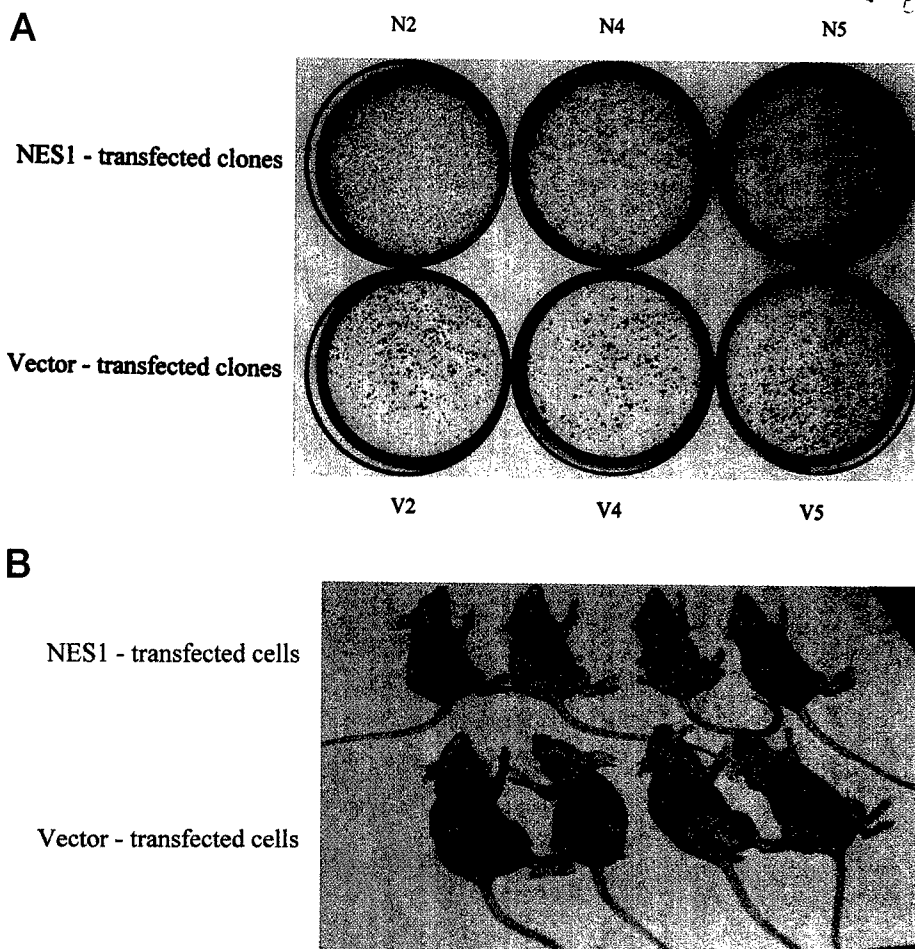 A
N2 N4 N5
NES1 - transfected clones
Vector - transfected clones
V2 V4 V5
B
NES1 - transfected cells
Vector - transfected cells